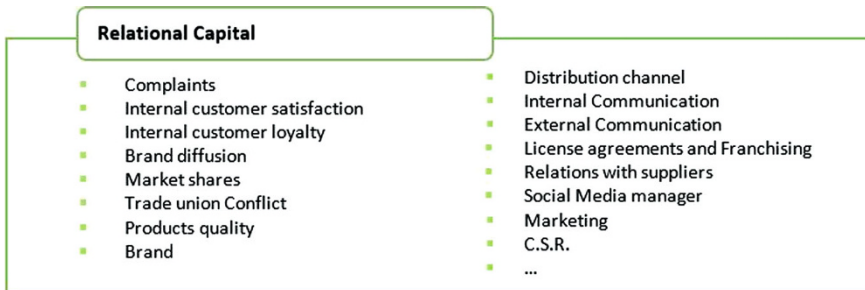 Relational Capital
Complaints
Internal customer satisfaction
Internal customer loyalty
Brand diffusion
Market shares
Trade union Conflict
Products quality
Brand
Distribution channel
Internal Communication
External Communication
License agreements and Franchising
Relations with suppliers
Social Media manager
Marketing
C.S.R.
...